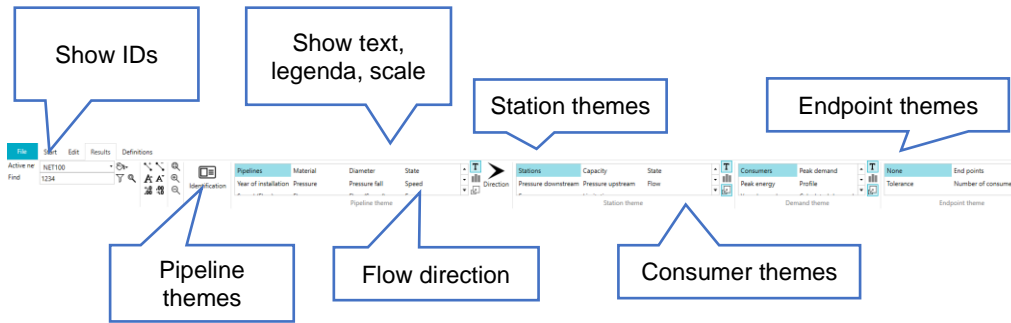 Show IDs
Show text,
legenda, scale
Station themes
Endpoint themes
File Start Edit Results Definitions
Active ne NET100
Find 1234
Identification
Pipelines Material Diameter State
Year of installation Pressure Pressure fall Speed
Pipeline theme
Direction
Stations Capacity State
Pressure downstream Pressure upstream Flow
Station theme
Consumers Peak demand
Peak energy Profile
Demand theme
None End points
Tolerance Number of consume
Endpoint theme
Pipeline
themes
Flow direction
Consumer themes